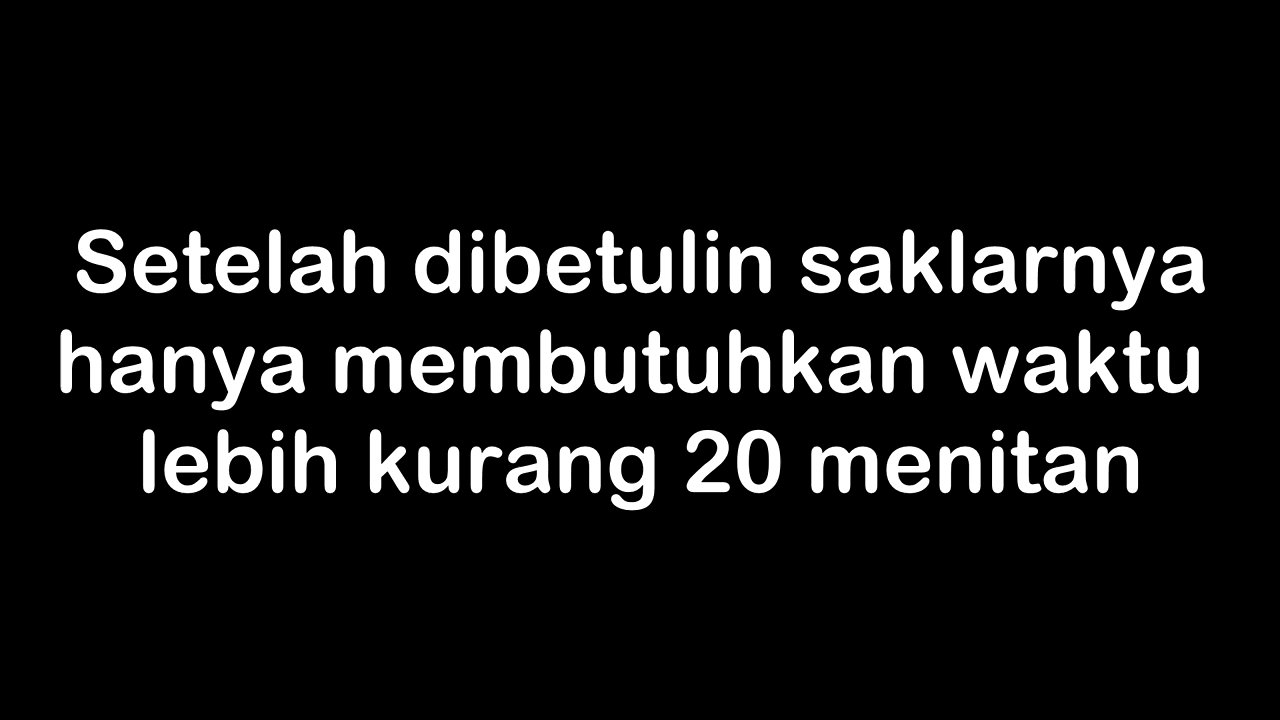 Setelah dibetulin saklarnya
hanya membutuhkan waktu
lebih kurang 20 menitan